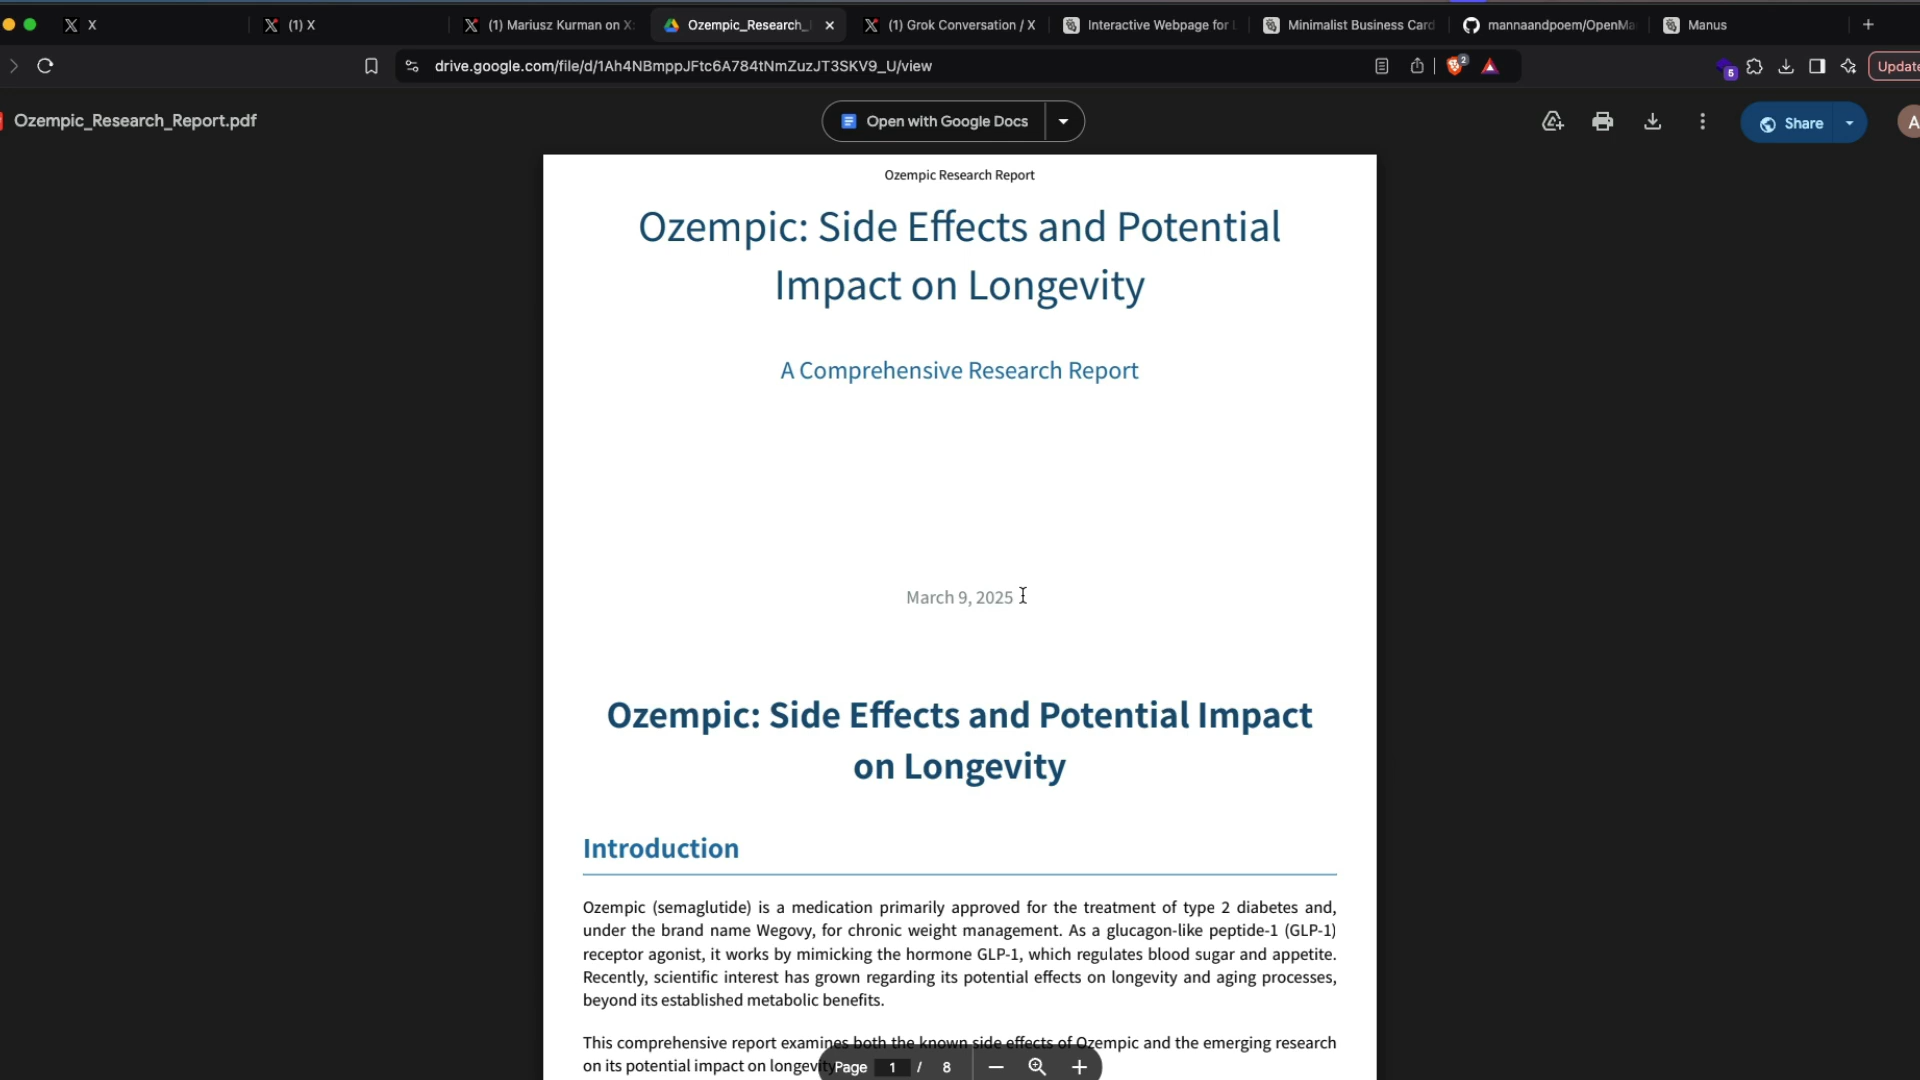 X
(1) X
(1) Mariusz Kurman on X:
Ozempic_Research_
(1) Grok Conversation / X
Interactive Webpage for
Minimalist Business Card
mannaandpoem/OpenMa
Manus
drive.google.com/file/d/1Ah4NBmppJFtc6A784tNmZuzJT3SKV9_U/view
2
5
Update
Ozempic_Research_Report.pdf
Open with Google Docs
Share
A
Ozempic Research Report
Ozempic: Side Effects and Potential
Impact on Longevity
A Comprehensive Research Report
March 9, 2025
Ozempic: Side Effects and Potential Impact
on Longevity
Introduction
Ozempic (semaglutide) is a medication primarily approved for the treatment of type 2 diabetes and,
under the brand name Wegovy, for chronic weight management. As a glucagon-like peptide-1 (GLP-1)
receptor agonist, it works by mimicking the hormone GLP-1, which regulates blood sugar and appetite.
Recently, scientific interest has grown regarding its potential effects on longevity and aging processes,
beyond its established metabolic benefits.
This comprehensive report examines both the known side effects of Ozempic and the emerging research
on its potential impact on longevity
Page 1 / 8